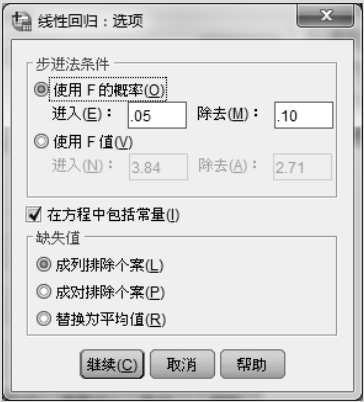 线性回归：选项
步进法条件
使用 F 的概率(O)
进入(E)： .05 除去(M)： .10
使用 F 值(V)
进入(N)： 3.84 除去(A)： 2.71
在方程中包括常量(I)
缺失值
成列排除个案(L)
成对排除个案(P)
替换为平均值(R)
继续(C) 取消 帮助